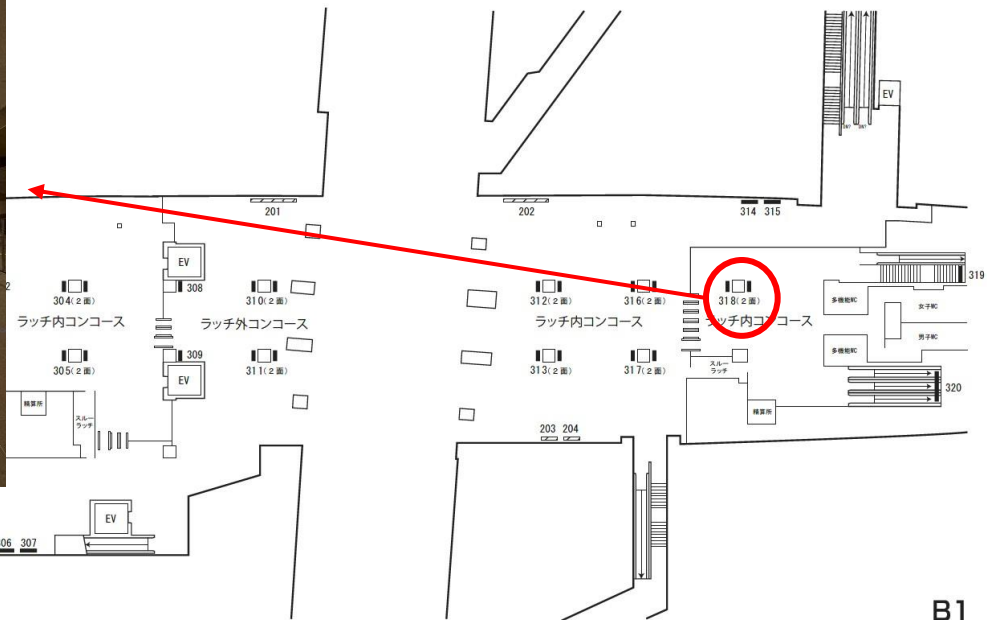 EV
201
202
314 315
EV
308
2
304(2面)
310(2面)
312(2面)
316(2面)
318(2面)
319
多機能WC
女子WC
ラッチ内コンコース
ラッチ外コンコース
ラッチ内コンコース
ラッチ内コンコース
男子WC
309
多機能WC
305(2面)
311(2面)
313(2面)
317(2面)
スルー
ラッチ
EV
320
精算所
精算所
スルー
ラッチ
203 204
EV
06 307
B1